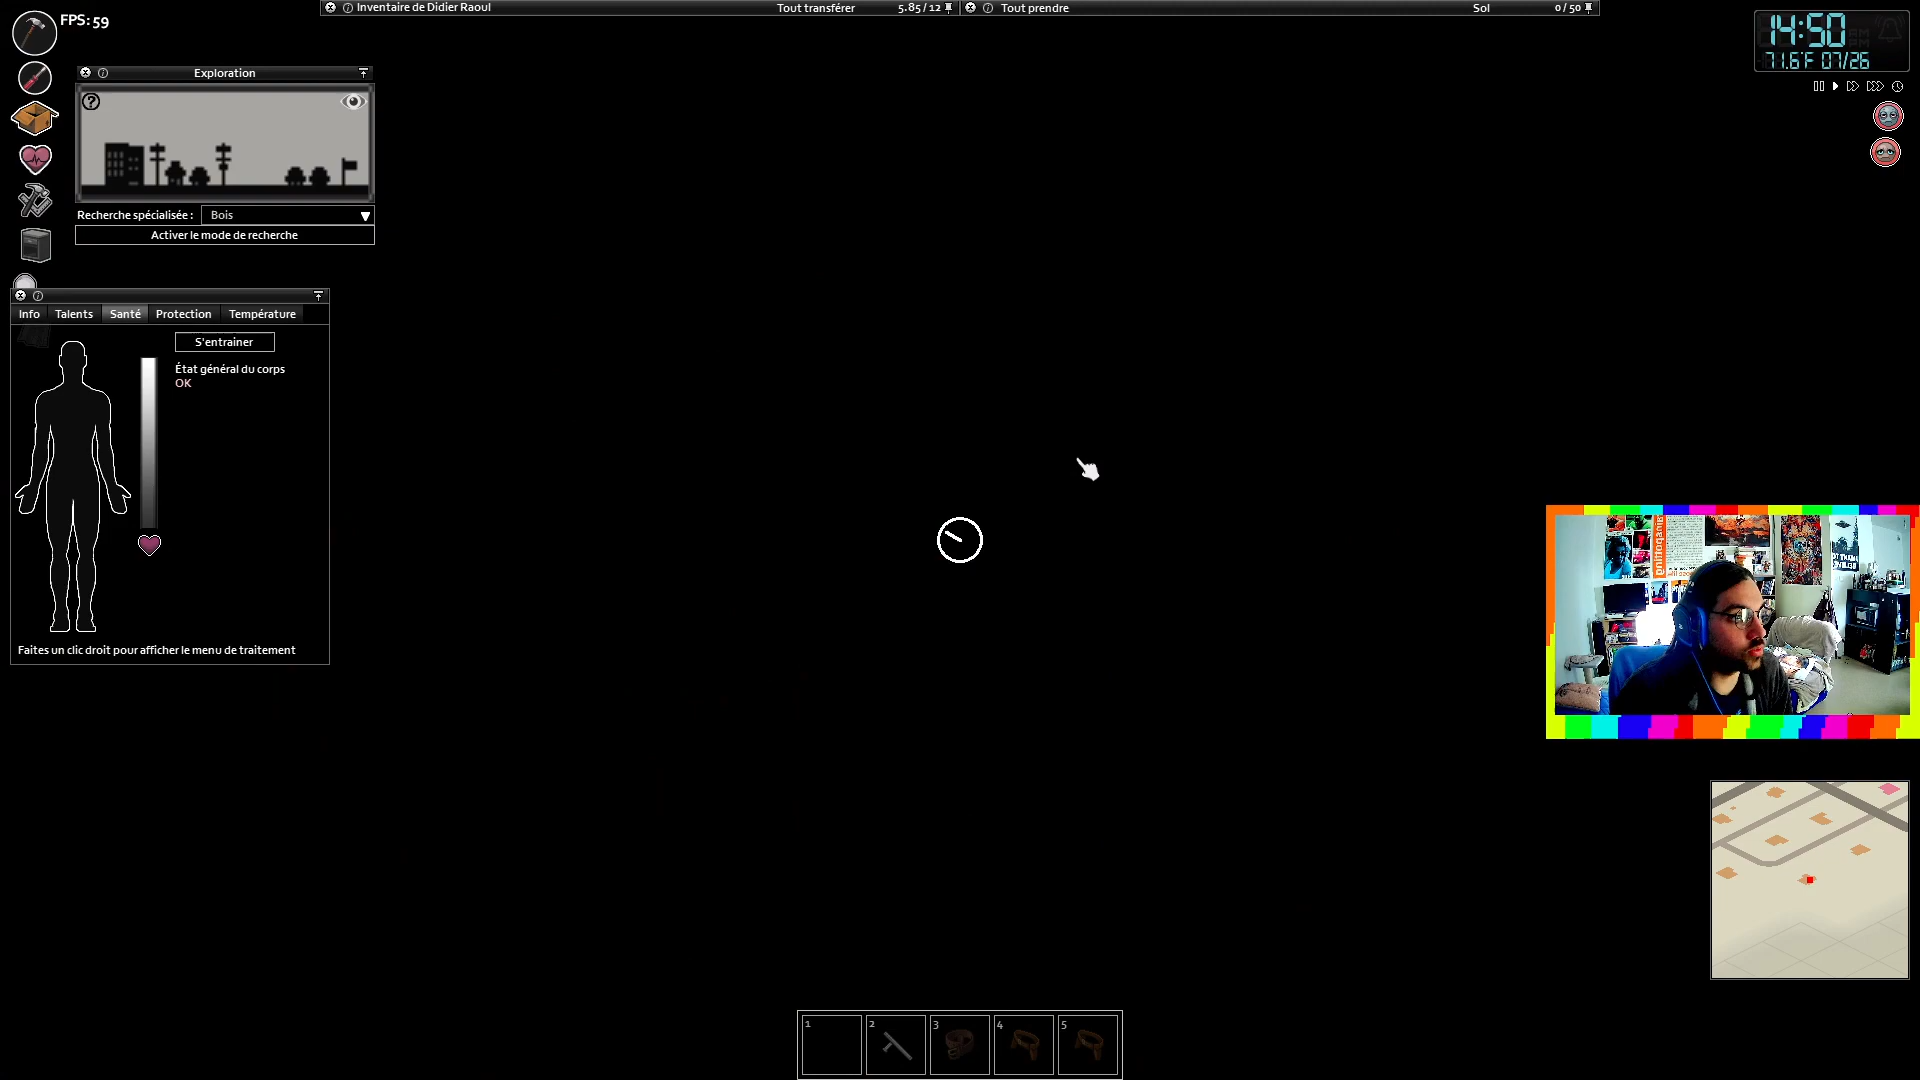 FPS: 59
Inventaire de Didier Raoul
Tout transférer
5.85 / 12
Tout prendre
Sol
0 / 50
14:50
71.6°F 07/26
Exploration
?
Recherche spécialisée :
Bois
Activer le mode de recherche
Info
Talents
Santé
Protection
Température
S'entrainer
État général du corps
OK
Faites un clic droit pour afficher le menu de traitement
1
2
3
4
5